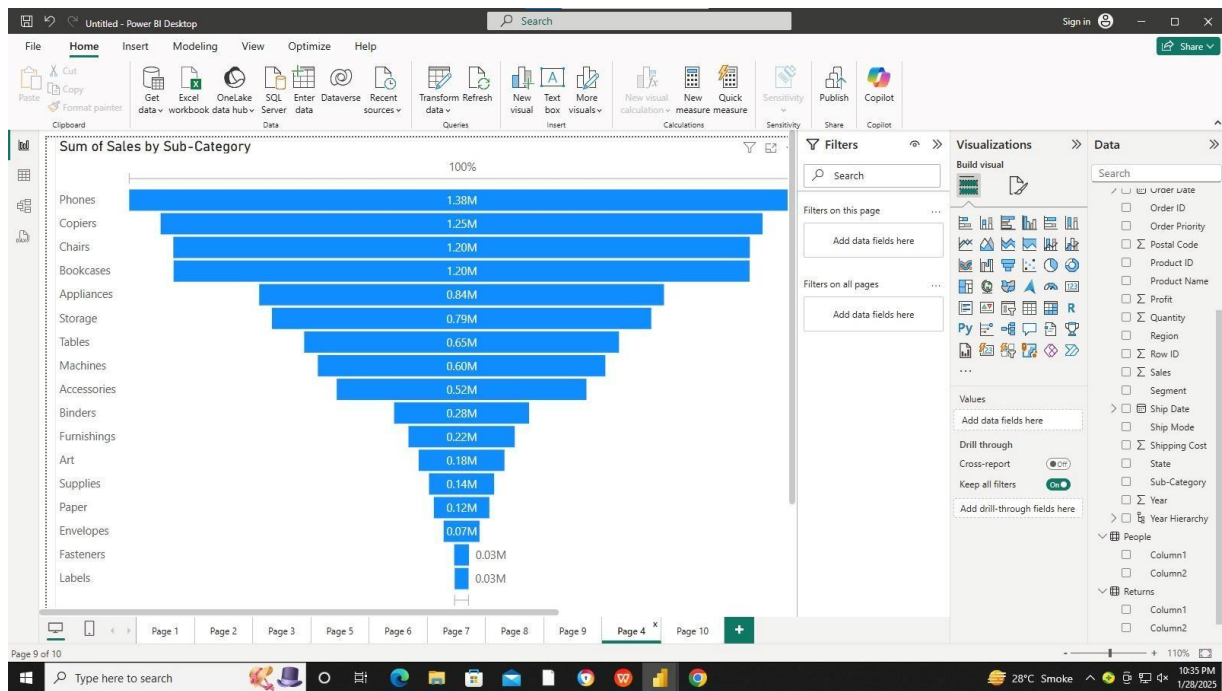 Untitled - Power BI Desktop
Search
Sign in
File Home Insert Modeling View Optimize Help
Share
Paste
Cut
Copy
Format painter
Clipboard
Get data
Excel workbook
OneLake data hub
SQL Server
Enter data
Dataverse
Recent sources
Data
Transform data
Refresh
Queries
New visual
Text box
More visuals
Insert
New visual calculation
New measure
Quick measure
Calculations
Sensitivity
Sensitivity
Publish
Share
Copilot
Copilot
Sum of Sales by Sub-Category
100%
Phones 1.38M
Copiers 1.25M
Chairs 1.20M
Bookcases 1.20M
Appliances 0.84M
Storage 0.79M
Tables 0.65M
Machines 0.60M
Accessories 0.52M
Binders 0.28M
Furnishings 0.22M
Art 0.18M
Supplies 0.14M
Paper 0.12M
Envelopes 0.07M
Fasteners 0.03M
Labels 0.03M
Filters
Search
Filters on this page ...
Add data fields here
Filters on all pages ...
Add data fields here
Visualizations
Build visual
123
R
Py
...
Values
Add data fields here
Drill through
Cross-report Off
Keep all filters On
Add drill-through fields here
Data
Search
Order Date
Order ID
Order Priority
Σ Postal Code
Product ID
Product Name
Σ Profit
Σ Quantity
Region
Σ Row ID
Σ Sales
Segment
Ship Date
Ship Mode
Σ Shipping Cost
State
Sub-Category
Σ Year
Year Hierarchy
People
Column1
Column2
Returns
Column1
Column2
Page 1 Page 2 Page 3 Page 5 Page 6 Page 7 Page 8 Page 9 Page 4 x Page 10 +
Page 9 of 10
- + 110%
Type here to search
28°C Smoke
10:35 PM
1/28/2025